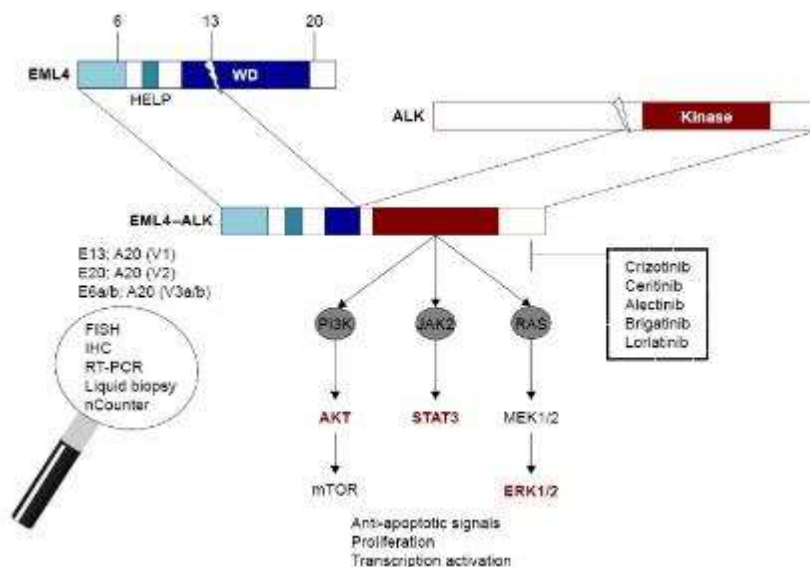 6 13 20
EML4 WD
HELP
ALK Kinase
EML4–ALK
E13; A20 (V1)
E20; A20 (V2)
E6a/b; A20 (V3a/b)
Crizotinib
Ceritinib
Alectinib
Brigatinib
Lorlatinib
FISH
IHC
RT-PCR
Liquid biopsy
nCounter
PI3K JAK2 RAS
AKT STAT3 MEK1/2
mTOR ERK1/2
Anti-apoptotic signals
Proliferation
Transcription activation